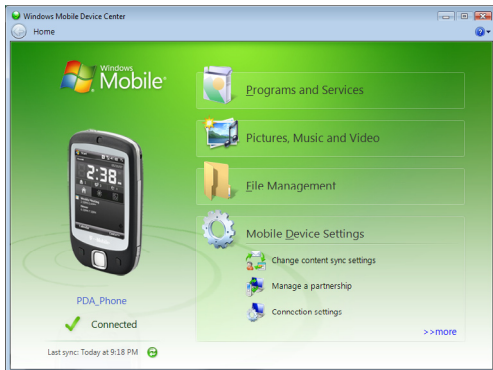 Windows Mobile Device Center
Home
Windows
Mobile
Programs and Services
Pictures, Music and Video
File Management
Mobile Device Settings
Change content sync settings
Manage a partnership
Connection settings
>>more
2:38
PDA_Phone
Connected
Last sync: Today at 9:18 PM